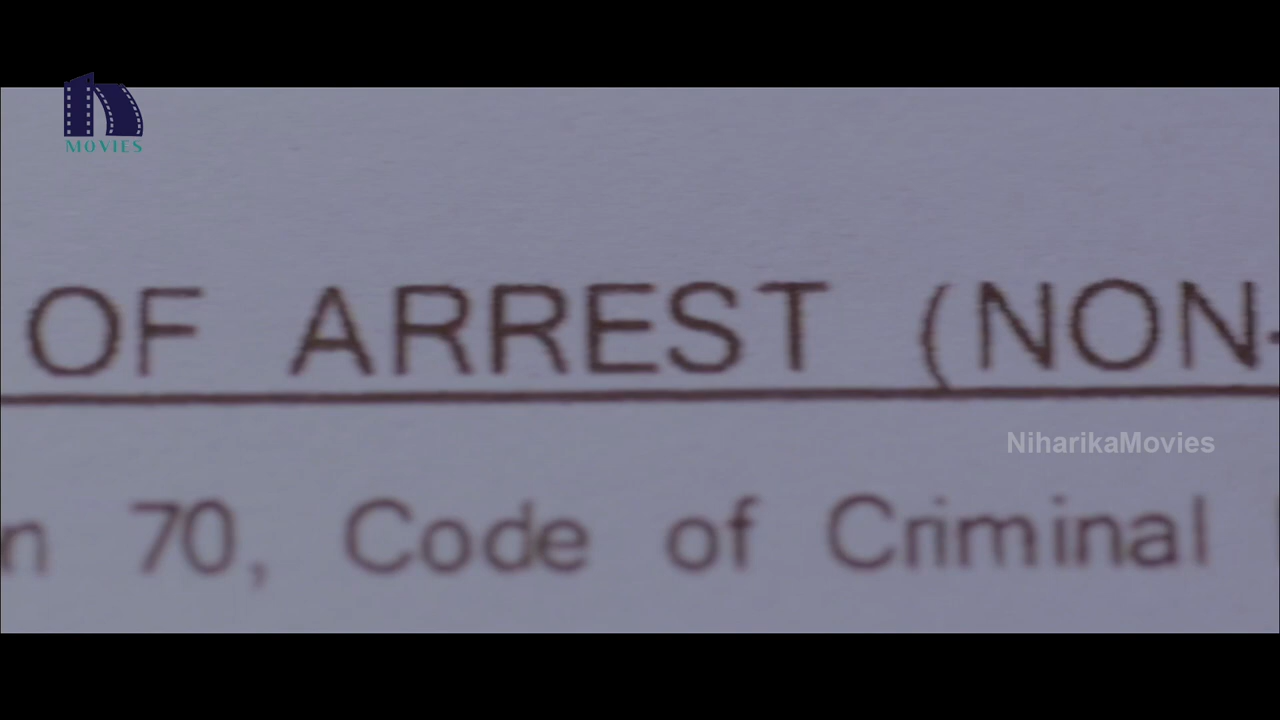 MOVIES
OF ARREST (NON-
NiharikaMovies
n 70, Code of Criminal